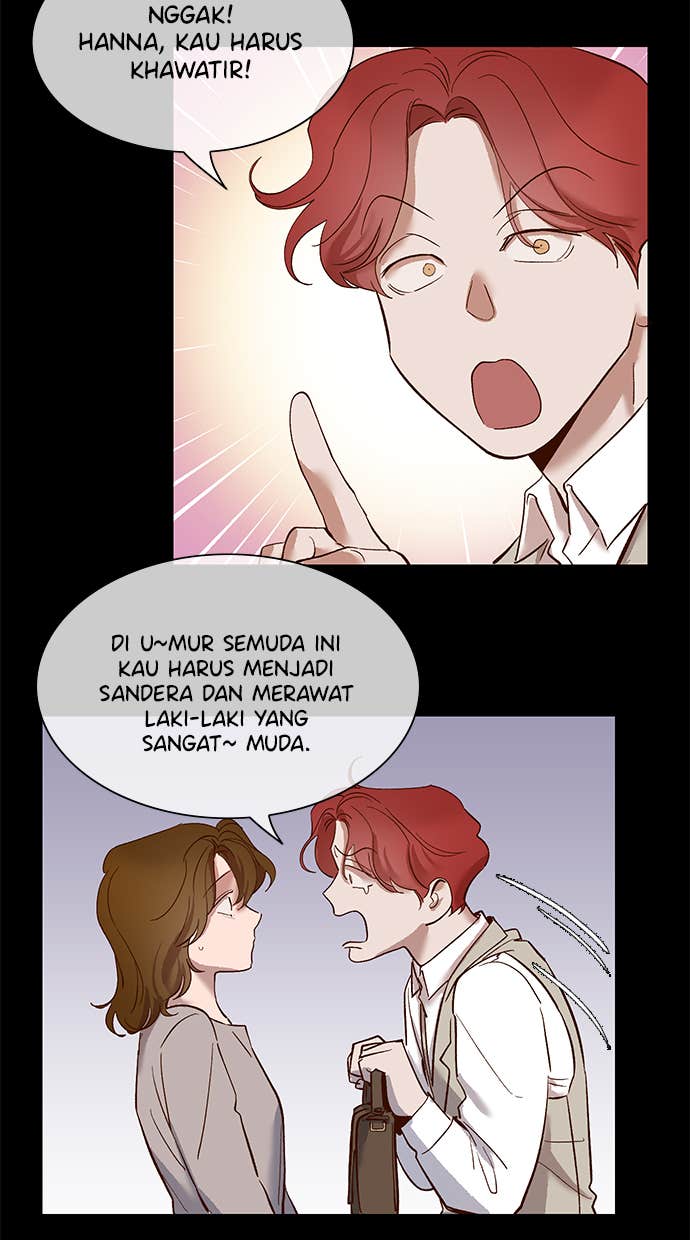 NGGAK!
HANNA, KAU HARUS
KHAWATIR!
DI U~MUR SEMUDA INI
KAU HARUS MENJADI
SANDERA DAN MERAWAT
LAKI-LAKI YANG
SANGAT~ MUDA.